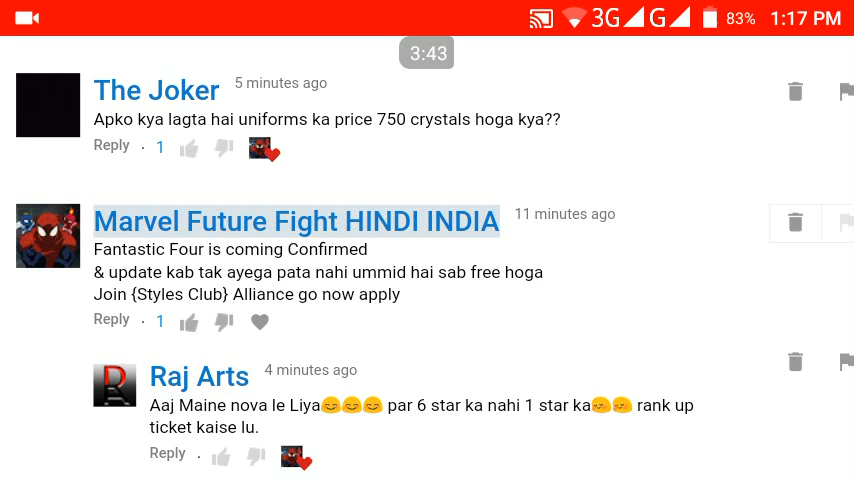 3G G 83% 1:17 PM
3:43
The Joker 5 minutes ago
Apko kya lagta hai uniforms ka price 750 crystals hoga kya??
Reply . 1
Marvel Future Fight HINDI INDIA 11 minutes ago
Fantastic Four is coming Confirmed
& update kab tak ayega pata nahi ummid hai sab free hoga
Join {Styles Club} Alliance go now apply
Reply . 1
R
Raj Arts 4 minutes ago
Aaj Maine nova le Liya😊😊😊 par 6 star ka nahi 1 star ka😏😏 rank up
ticket kaise lu.
Reply .